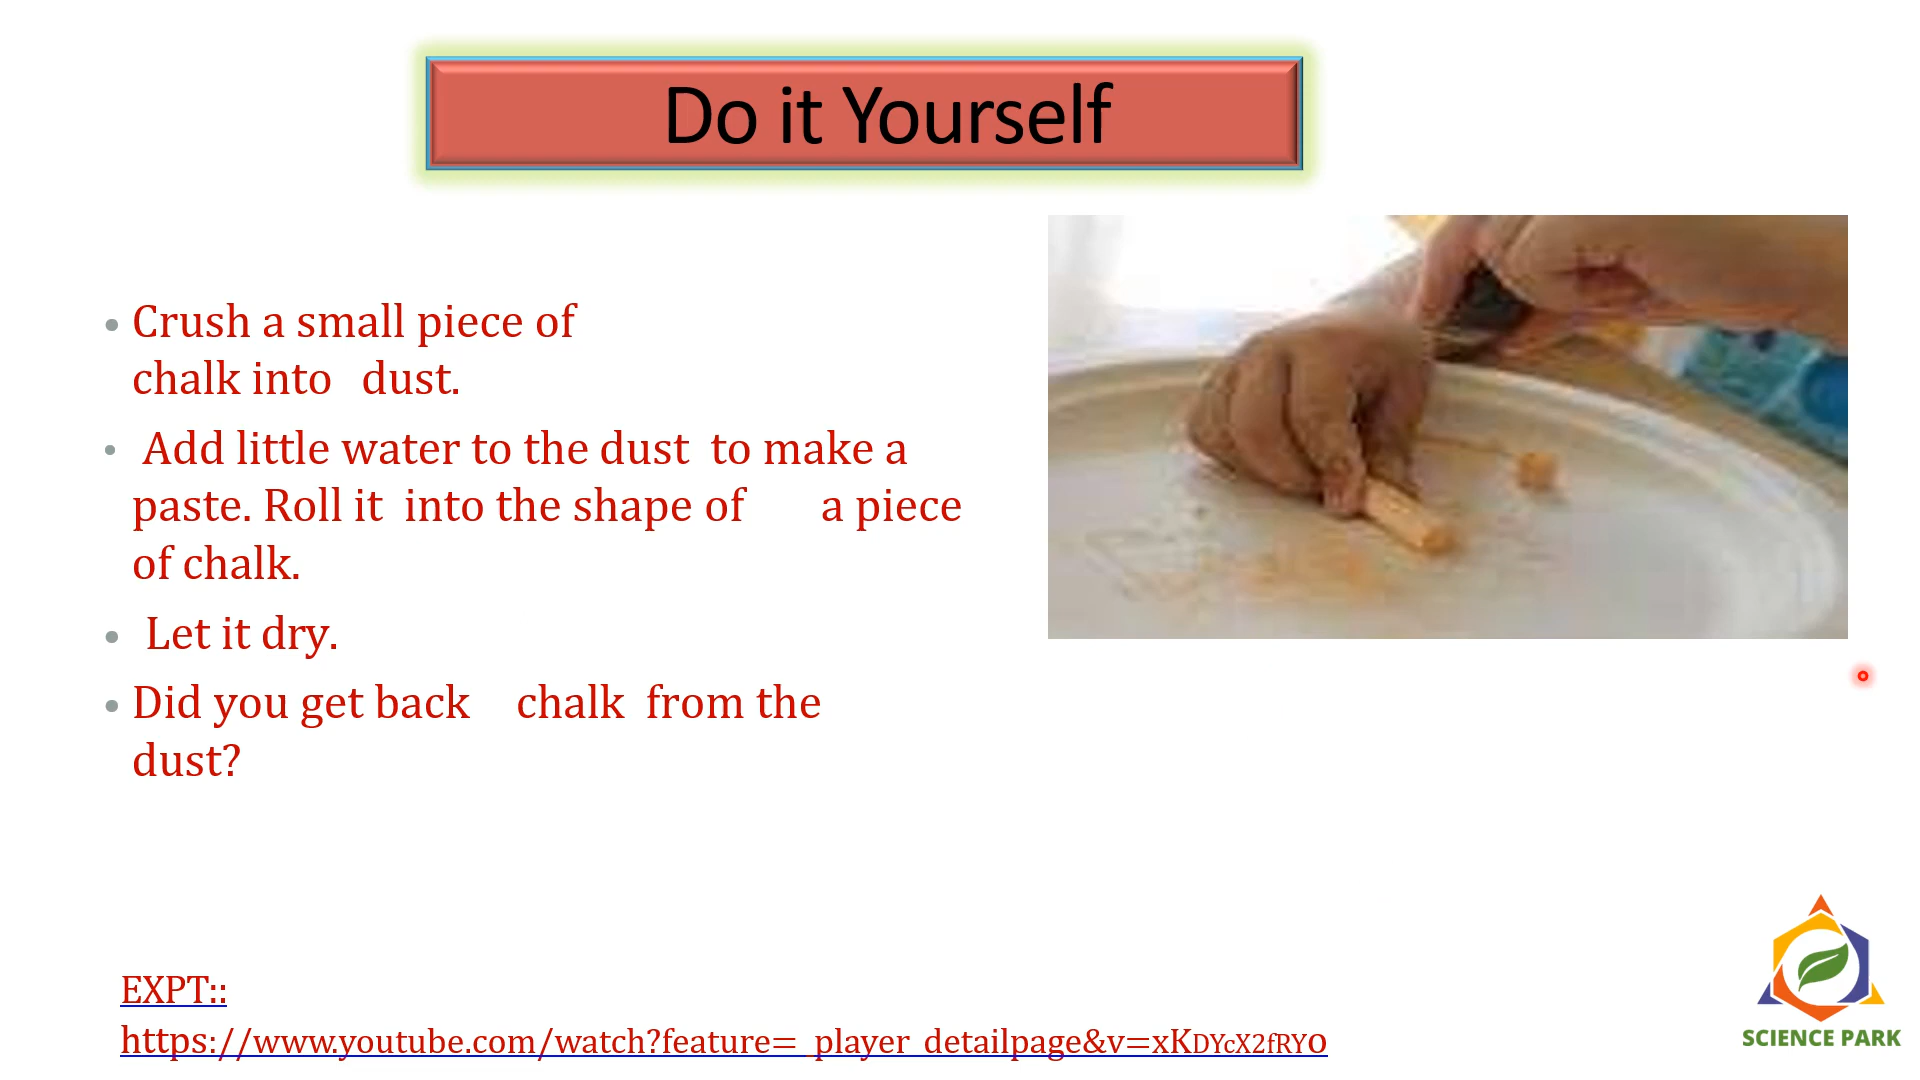 Do it Yourself
• Crush a small piece of
chalk into dust.
• Add little water to the dust to make a
paste. Roll it into the shape of a piece
of chalk.
• Let it dry.
• Did you get back chalk from the
dust?
EXPT::
https://www.youtube.com/watch?feature=_player_detailpage&v=xKDYcX2fRYo
SCIENCE PARK